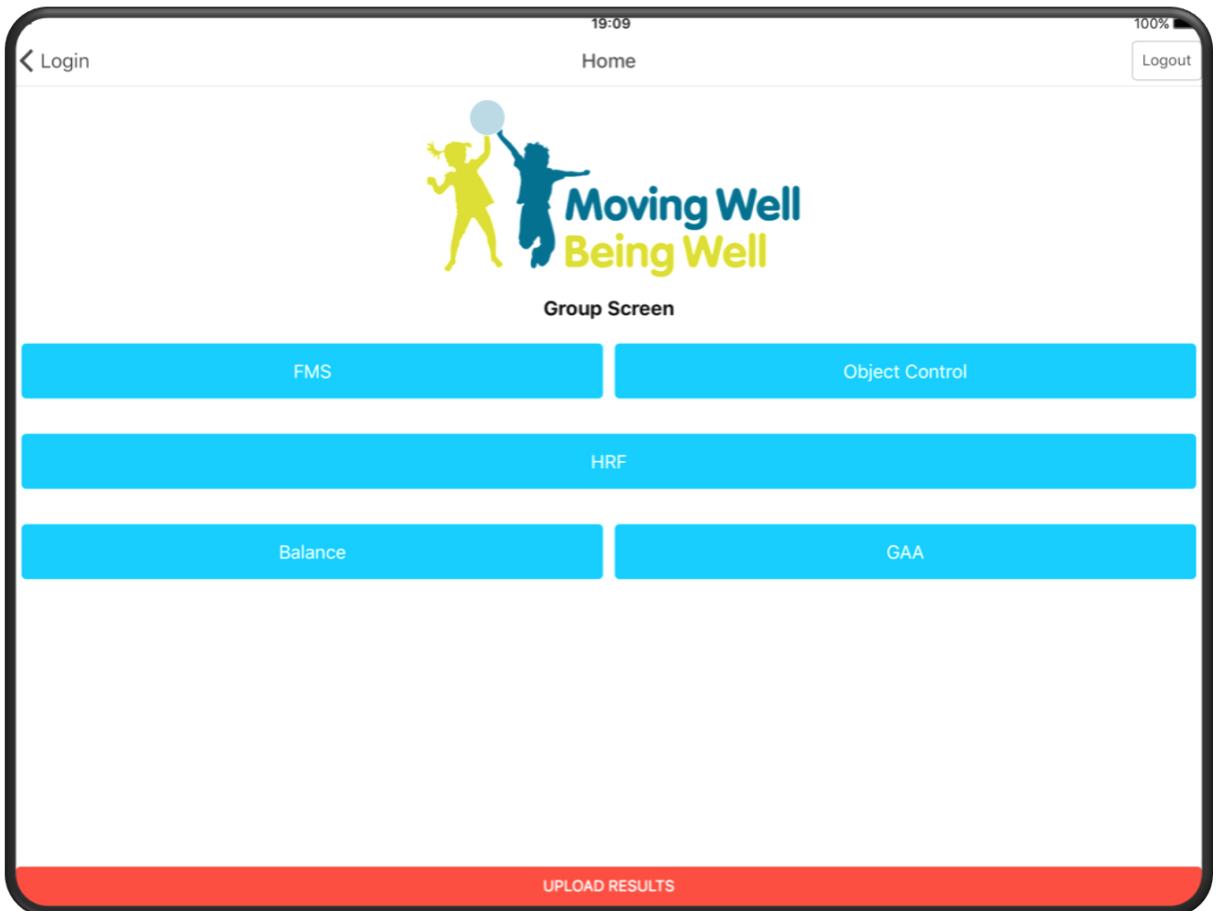 19:09 100%
Login Home Logout
Moving Well
Being Well
Group Screen
FMS Object Control
HRF
Balance GAA
UPLOAD RESULTS